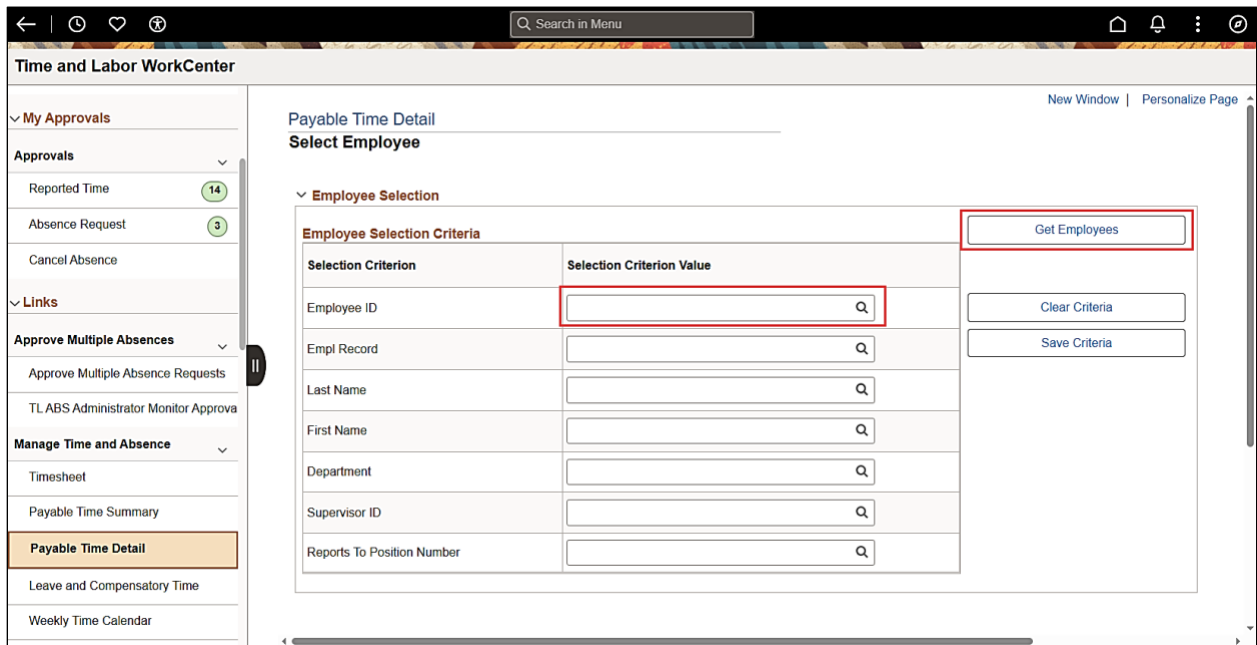 Search in Menu
Time and Labor WorkCenter
My Approvals
Approvals
Reported Time 14
Absence Request 3
Cancel Absence
Links
Approve Multiple Absences
Approve Multiple Absence Requests
TL ABS Administrator Monitor Approva
Manage Time and Absence
Timesheet
Payable Time Summary
Payable Time Detail
Leave and Compensatory Time
Weekly Time Calendar
New Window | Personalize Page
Payable Time Detail
Select Employee
Employee Selection
Employee Selection Criteria
Get Employees
Selection Criterion Selection Criterion Value
Employee ID
Clear Criteria
Empl Record
Save Criteria
Last Name
First Name
Department
Supervisor ID
Reports To Position Number